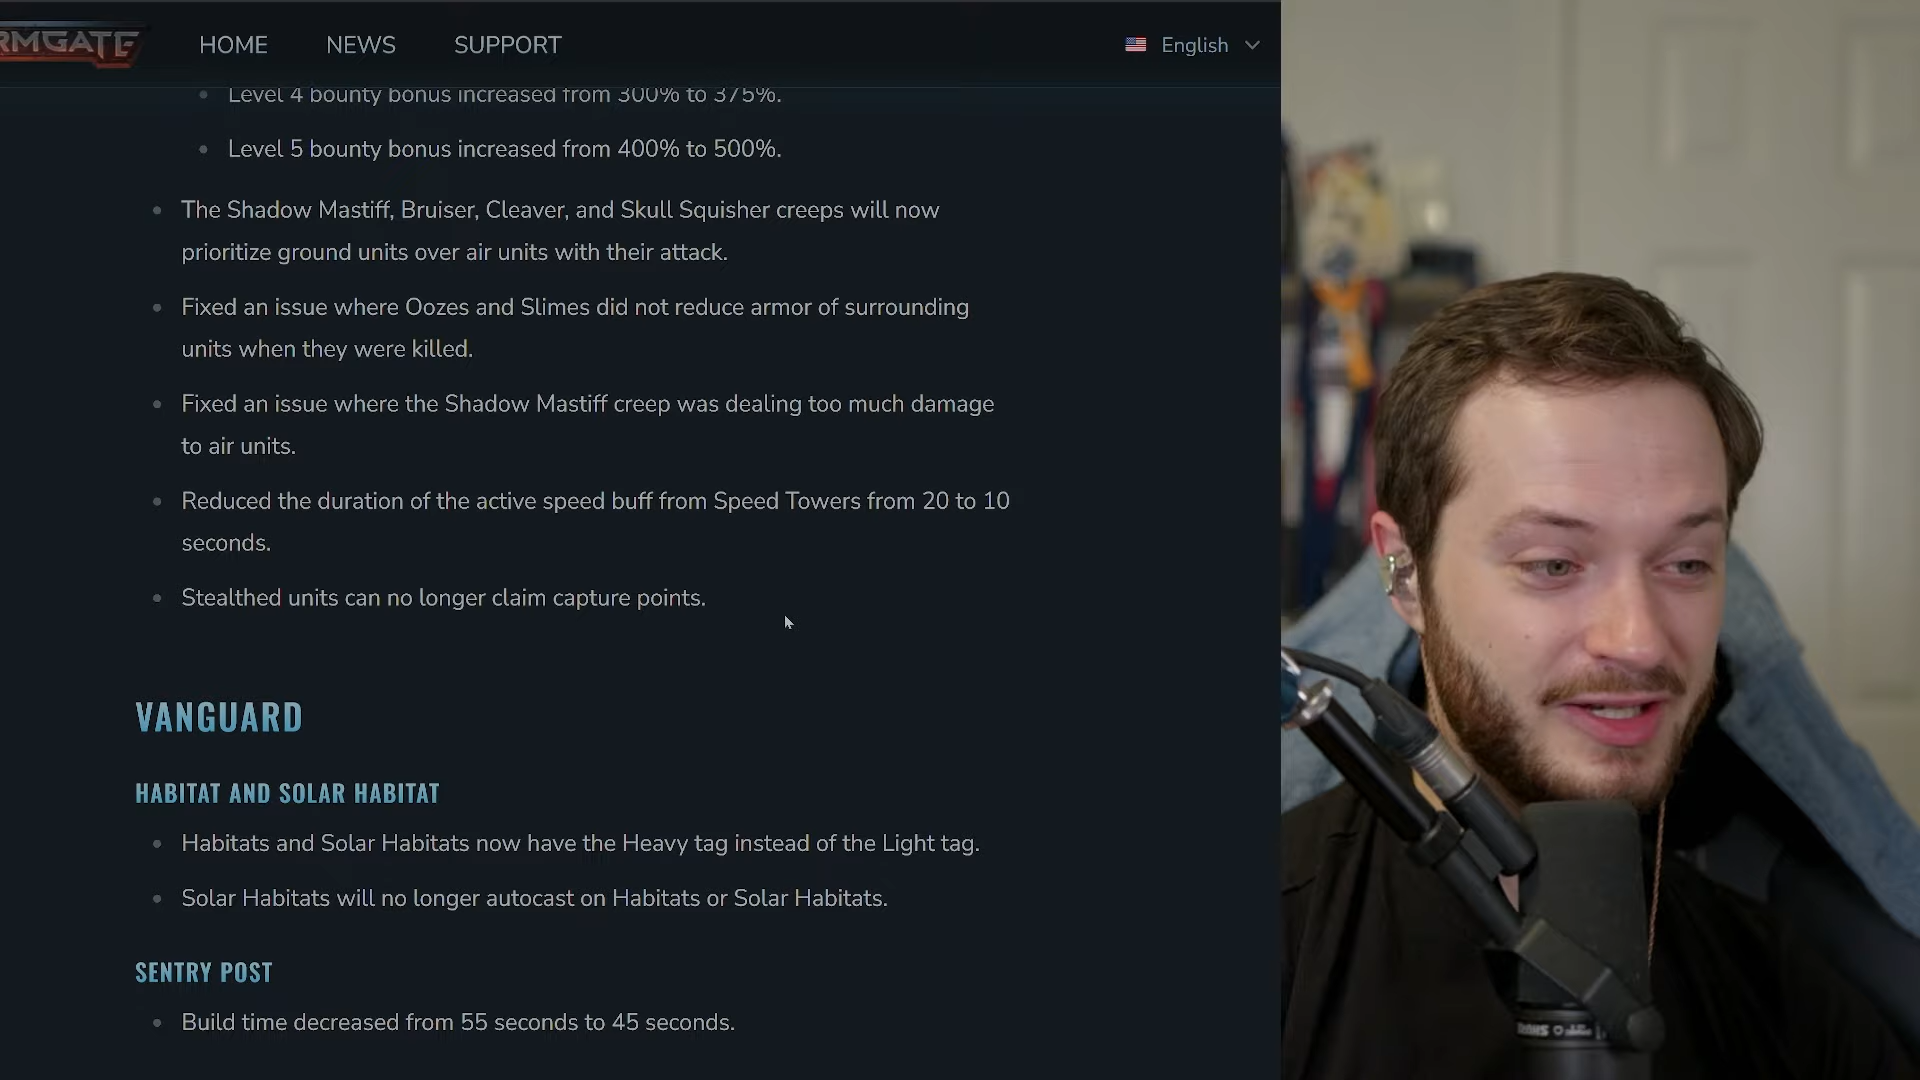 RMGATE
HOME
NEWS
SUPPORT
English
Level 4 bounty bonus increased from 300% to 375%.
Level 5 bounty bonus increased from 400% to 500%.
The Shadow Mastiff, Bruiser, Cleaver, and Skull Squisher creeps will now
prioritize ground units over air units with their attack.
Fixed an issue where Oozes and Slimes did not reduce armor of surrounding
units when they were killed.
Fixed an issue where the Shadow Mastiff creep was dealing too much damage
to air units.
Reduced the duration of the active speed buff from Speed Towers from 20 to 10
seconds.
Stealthed units can no longer claim capture points.
VANGUARD
HABITAT AND SOLAR HABITAT
Habitats and Solar Habitats now have the Heavy tag instead of the Light tag.
Solar Habitats will no longer autocast on Habitats or Solar Habitats.
SENTRY POST
Build time decreased from 55 seconds to 45 seconds.